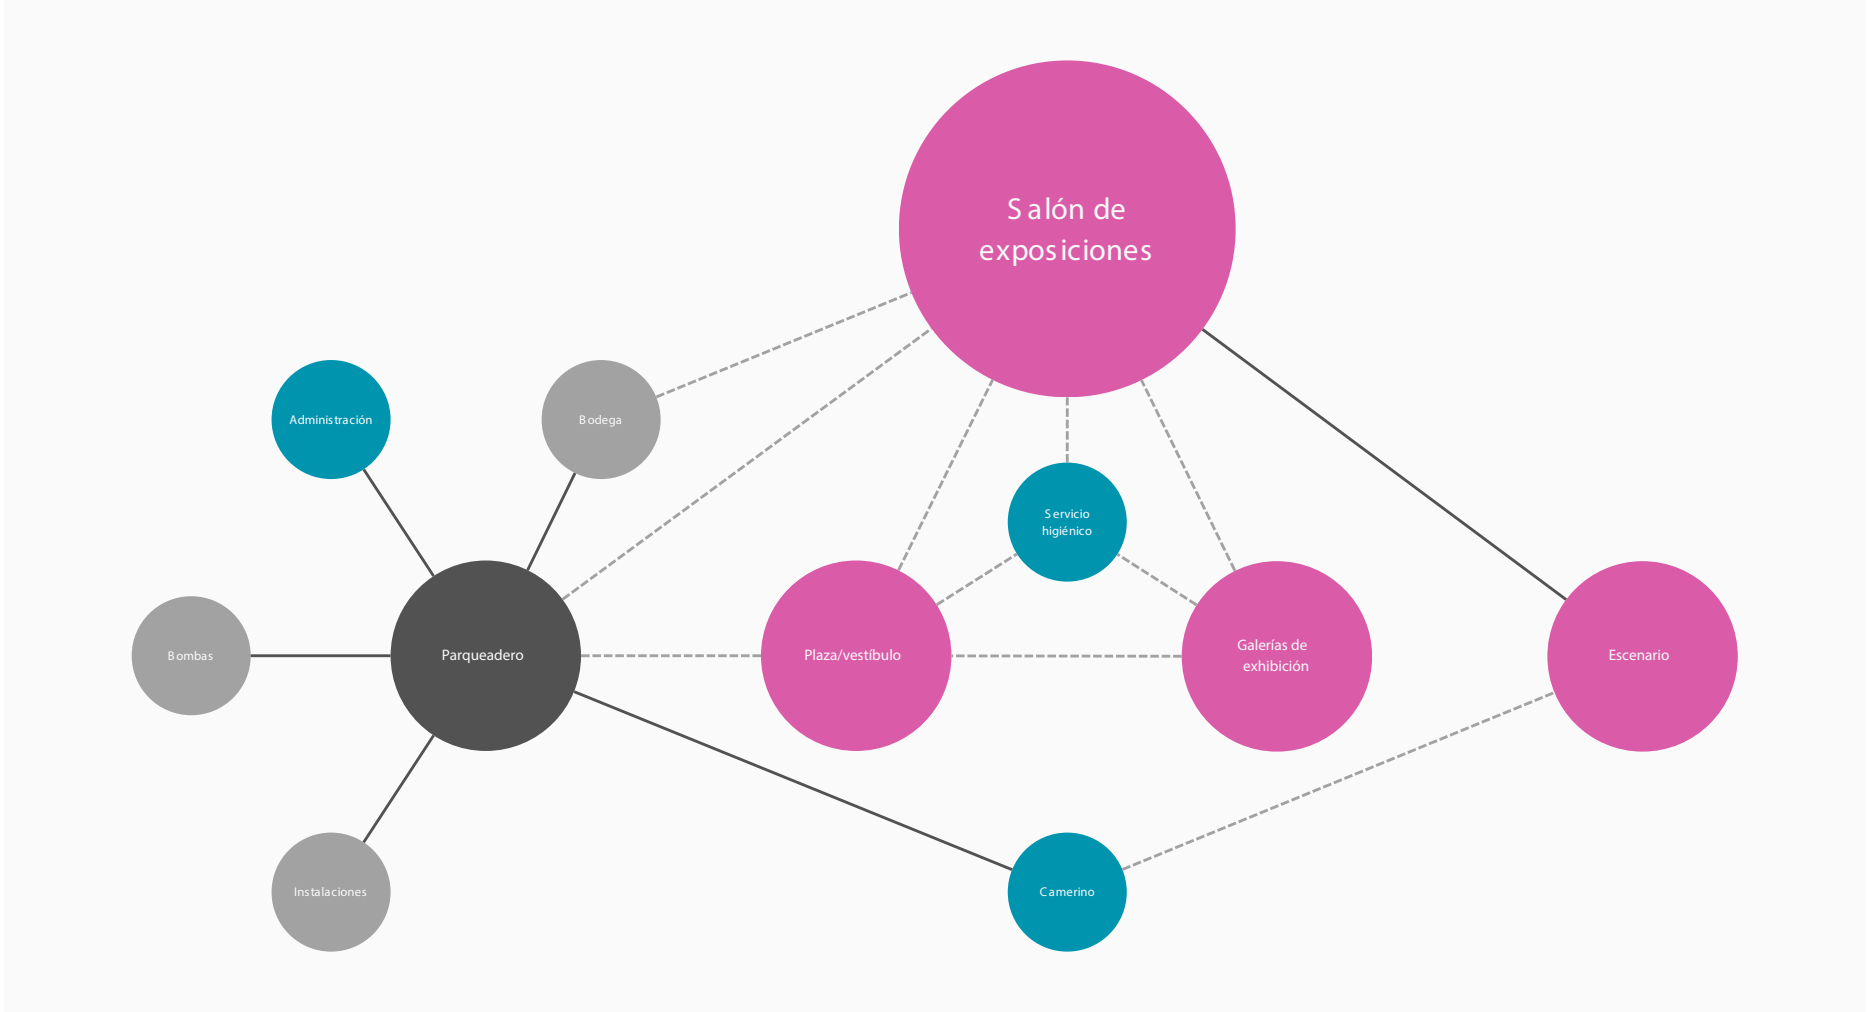 Salón de
exposiciones
Administración
Bodega
Servicio
higiénico
Bombas
Parqueadero
Plaza/vestíbulo
Galerías de
exhibición
Escenario
Instalaciones
Camerino